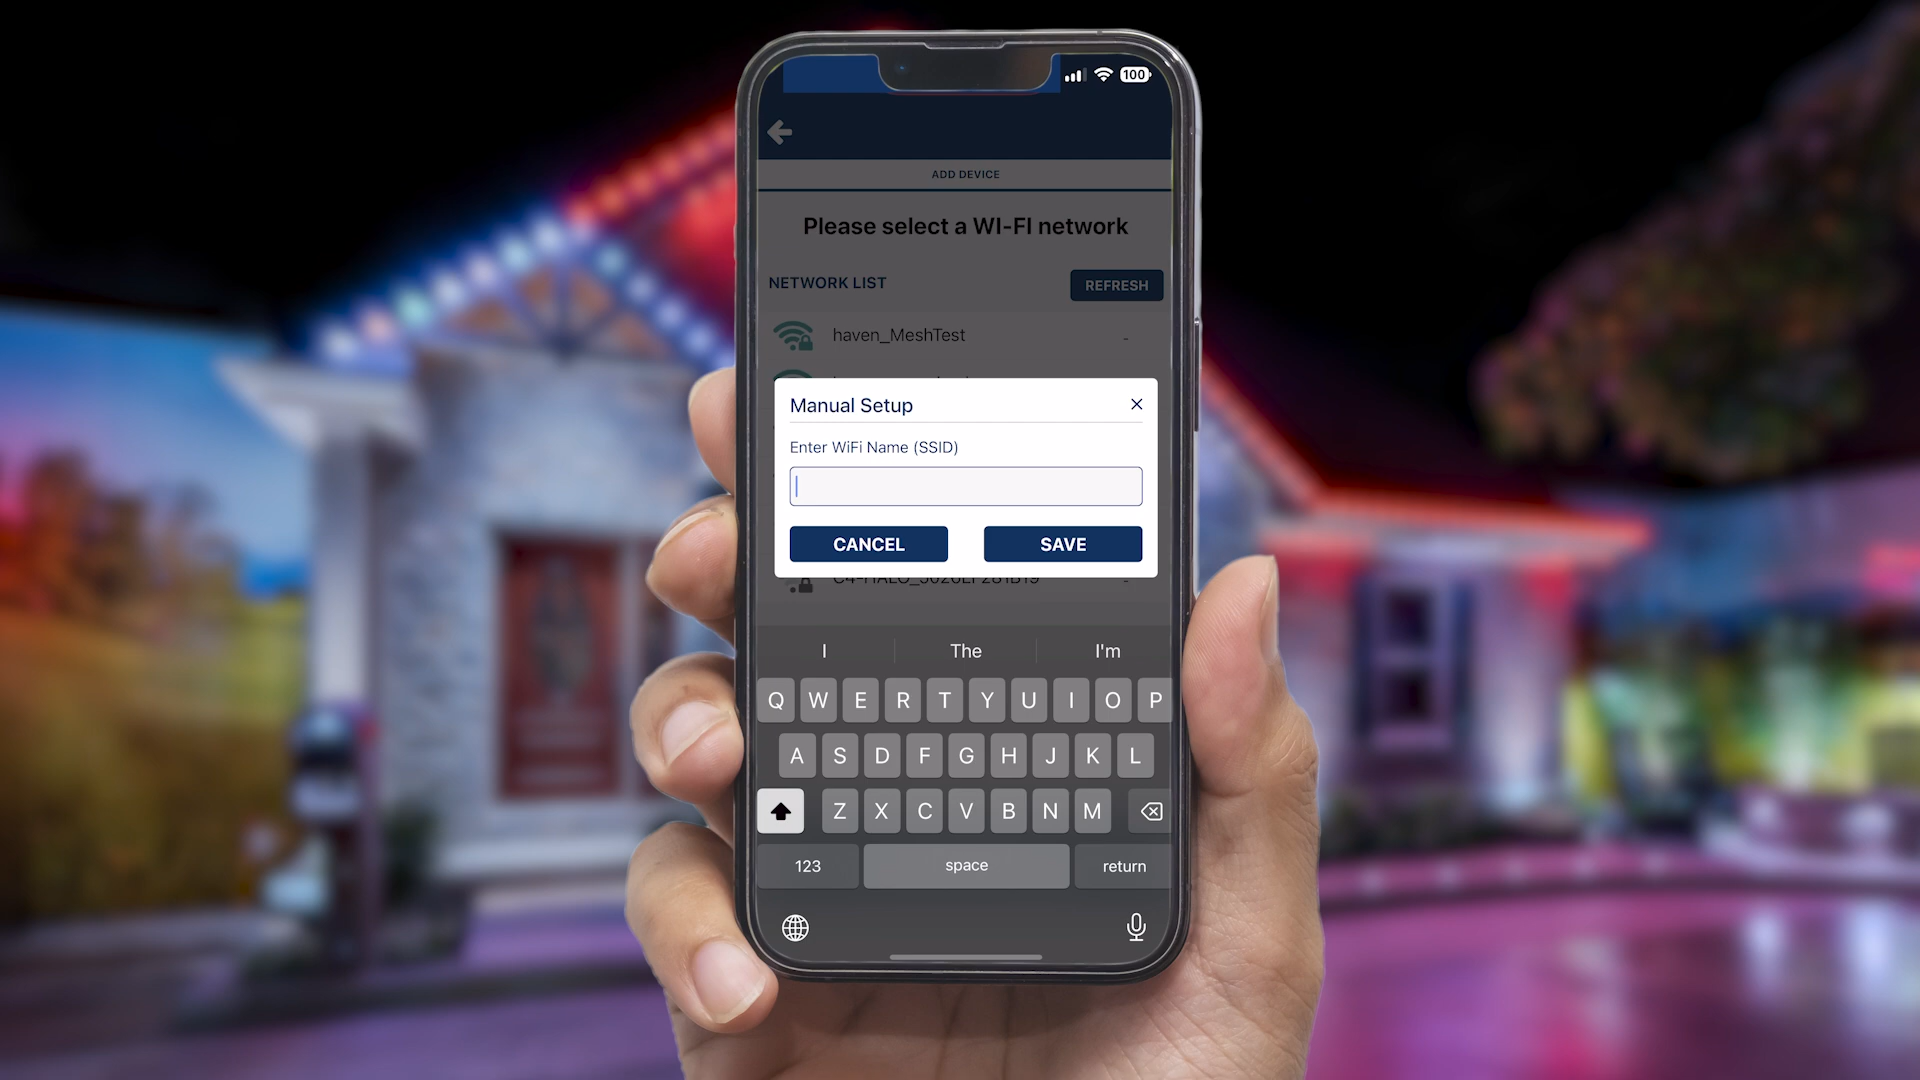 100
ADD DEVICE
Please select a WI-FI network
NETWORK LIST
REFRESH
haven_MeshTest
-
Manual Setup
Enter WiFi Name (SSID)
CANCEL
SAVE
-
I
The
I'm
Q W E R T Y U I O P
A S D F G H J K L
Z X C V B N M
123
space
return